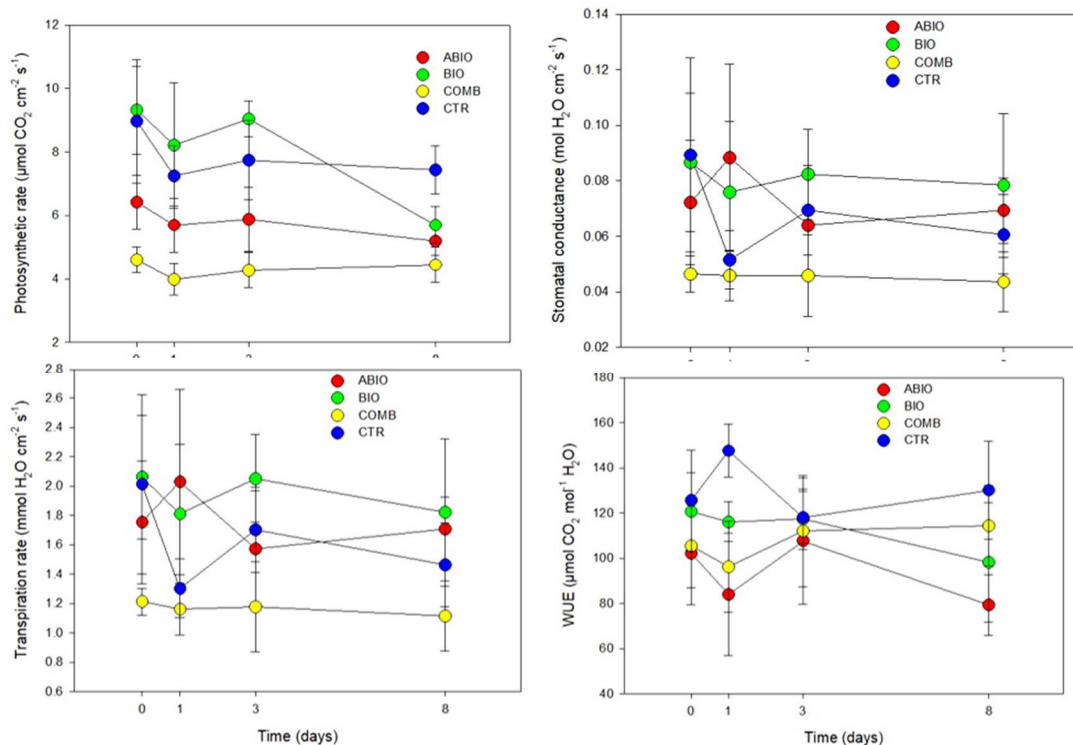 Photosynthetic rate (µmol CO₂ cm⁻² s⁻¹)
12
10
8
6
4
2
ABIO
BIO
COMB
CTR
0
1
3
8
Stomatal conductance (mol H₂O cm⁻² s⁻¹)
0.14
0.12
0.10
0.08
0.06
0.04
0.02
ABIO
BIO
COMB
CTR
Transpiration rate (mmol H₂O cm⁻² s⁻¹)
2.8
2.6
2.4
2.2
2.0
1.8
1.6
1.4
1.2
1.0
0.8
0.6
ABIO
BIO
COMB
CTR
0
1
3
8
Time (days)
WUE (µmol CO₂ mol⁻¹ H₂O)
180
160
140
120
100
80
60
40
ABIO
BIO
COMB
CTR
0
1
3
8
Time (days)